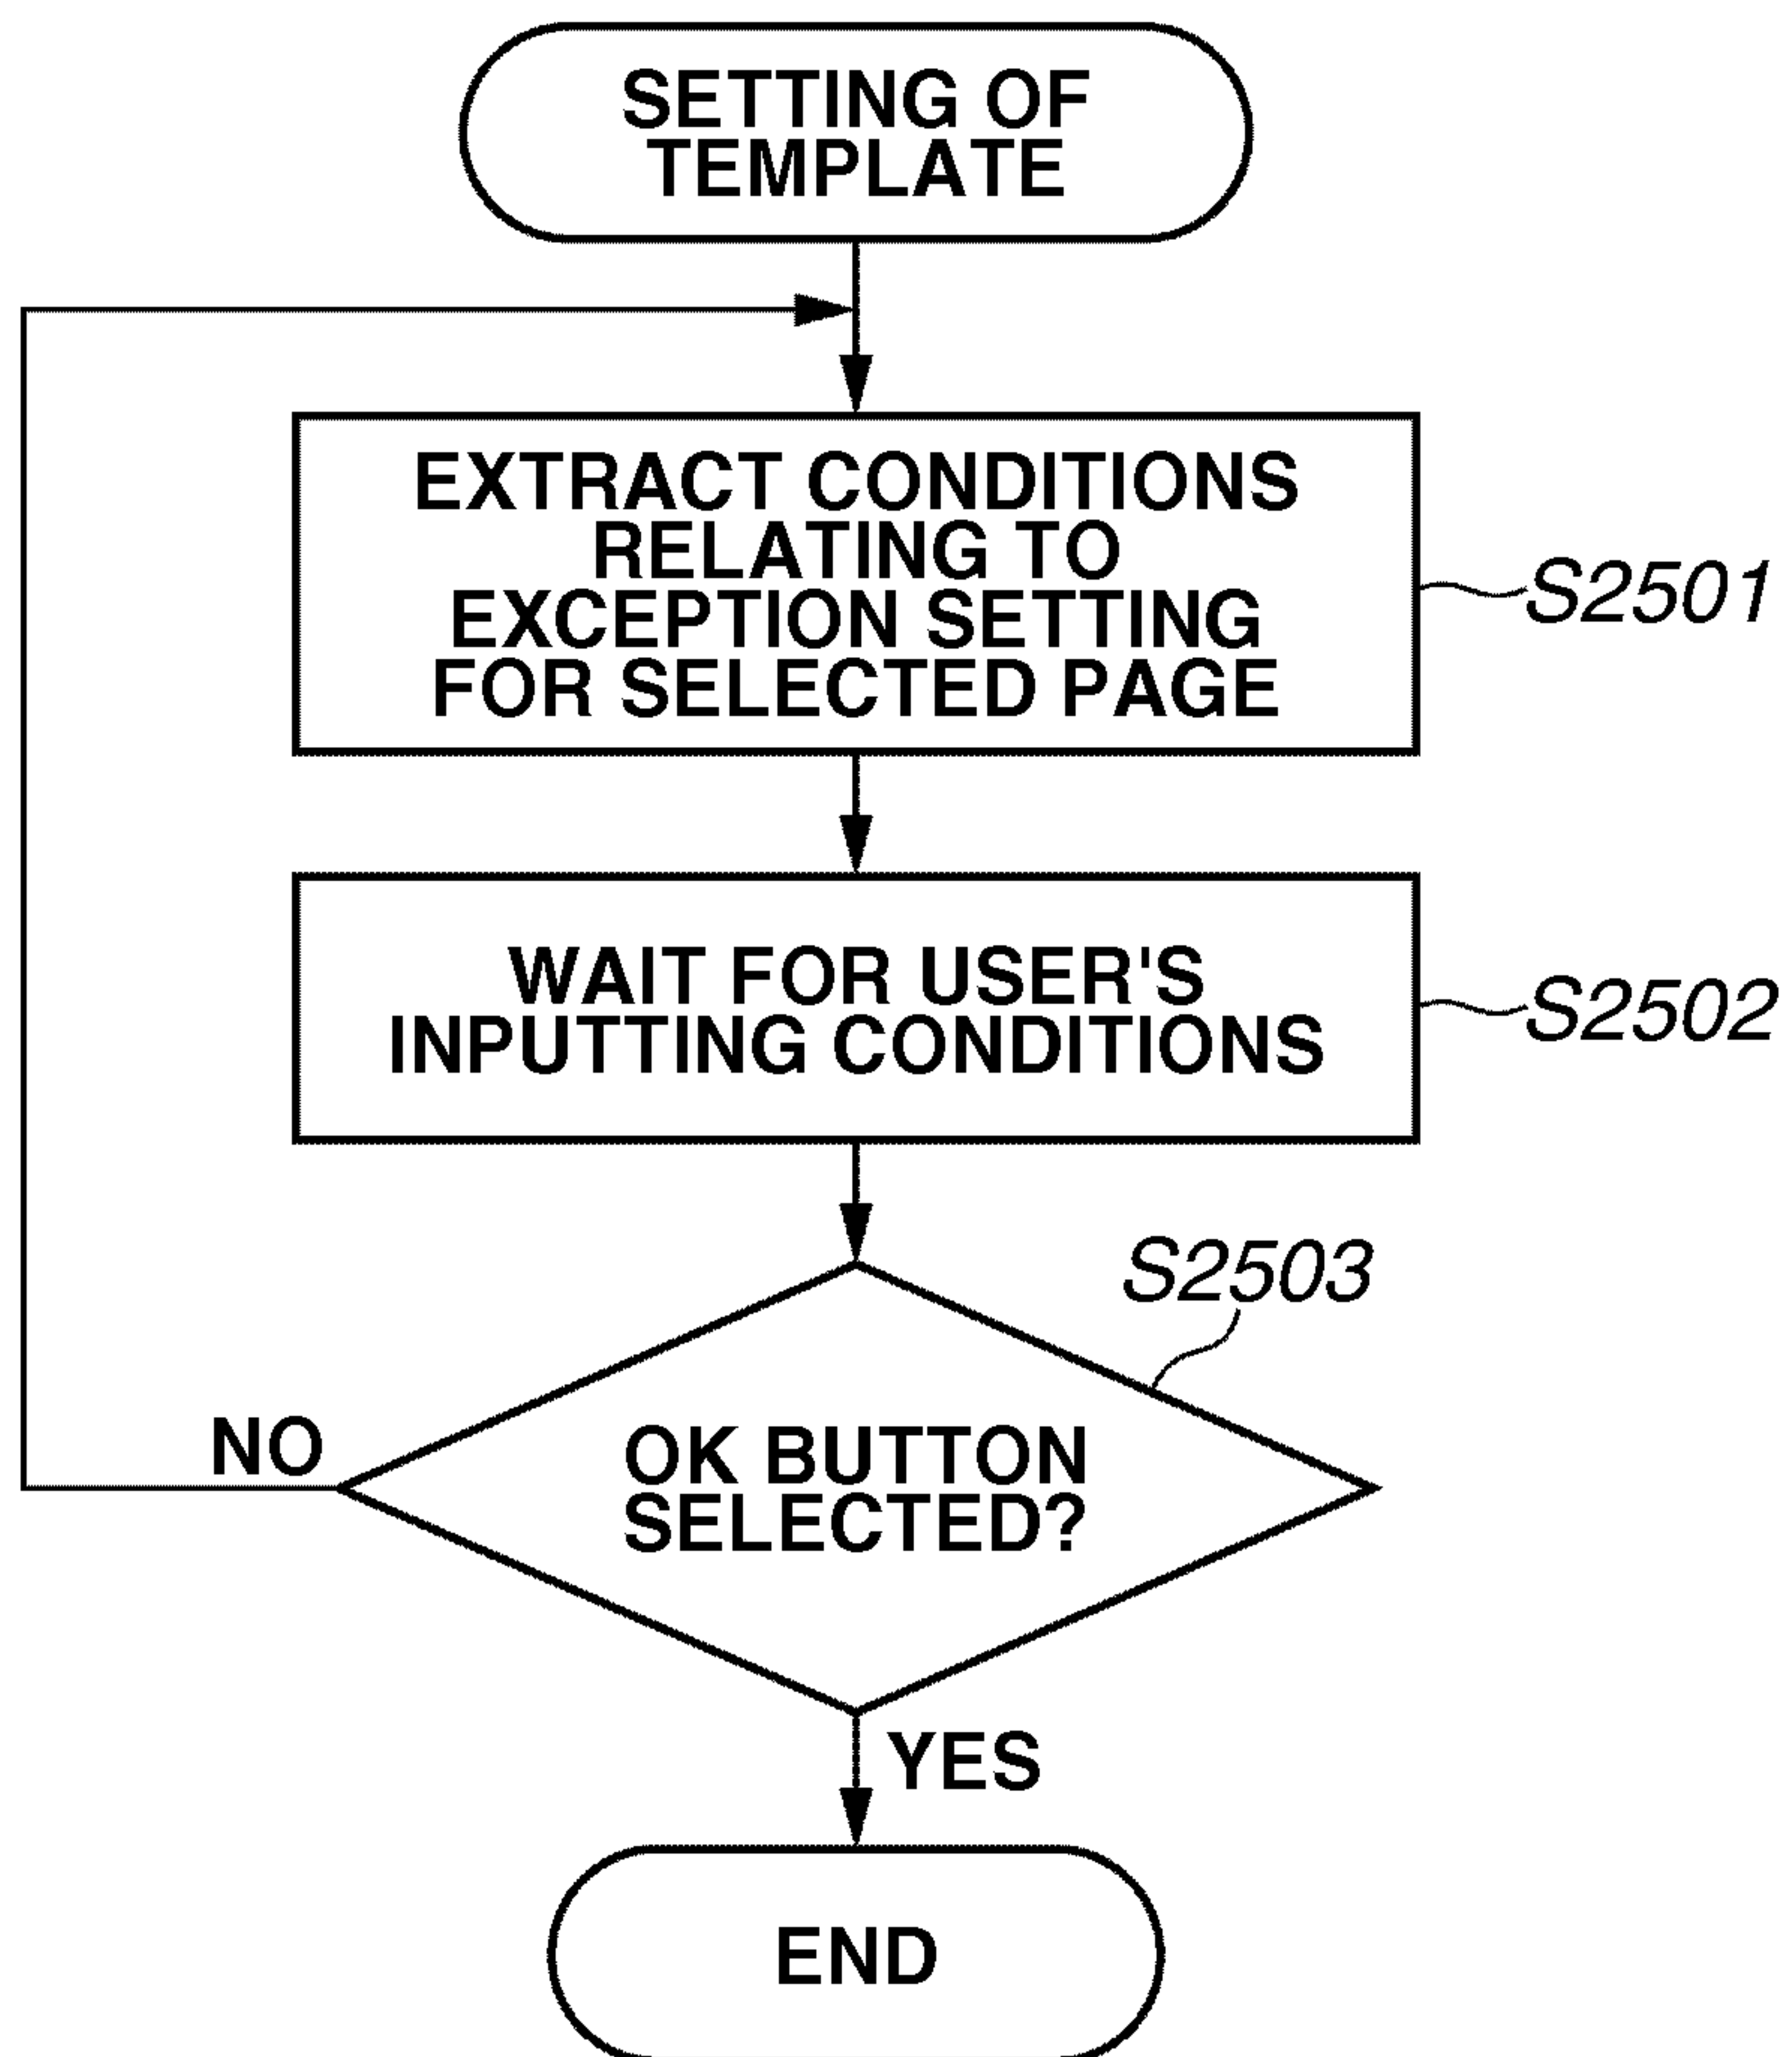 SETTING OF
TEMPLATE
EXTRACT CONDITIONS
RELATING TO
EXCEPTION SETTING
FOR SELECTED PAGE
S2501
WAIT FOR USER'S
INPUTTING CONDITIONS
S2502
S2503
OK BUTTON
SELECTED?
NO
YES
END